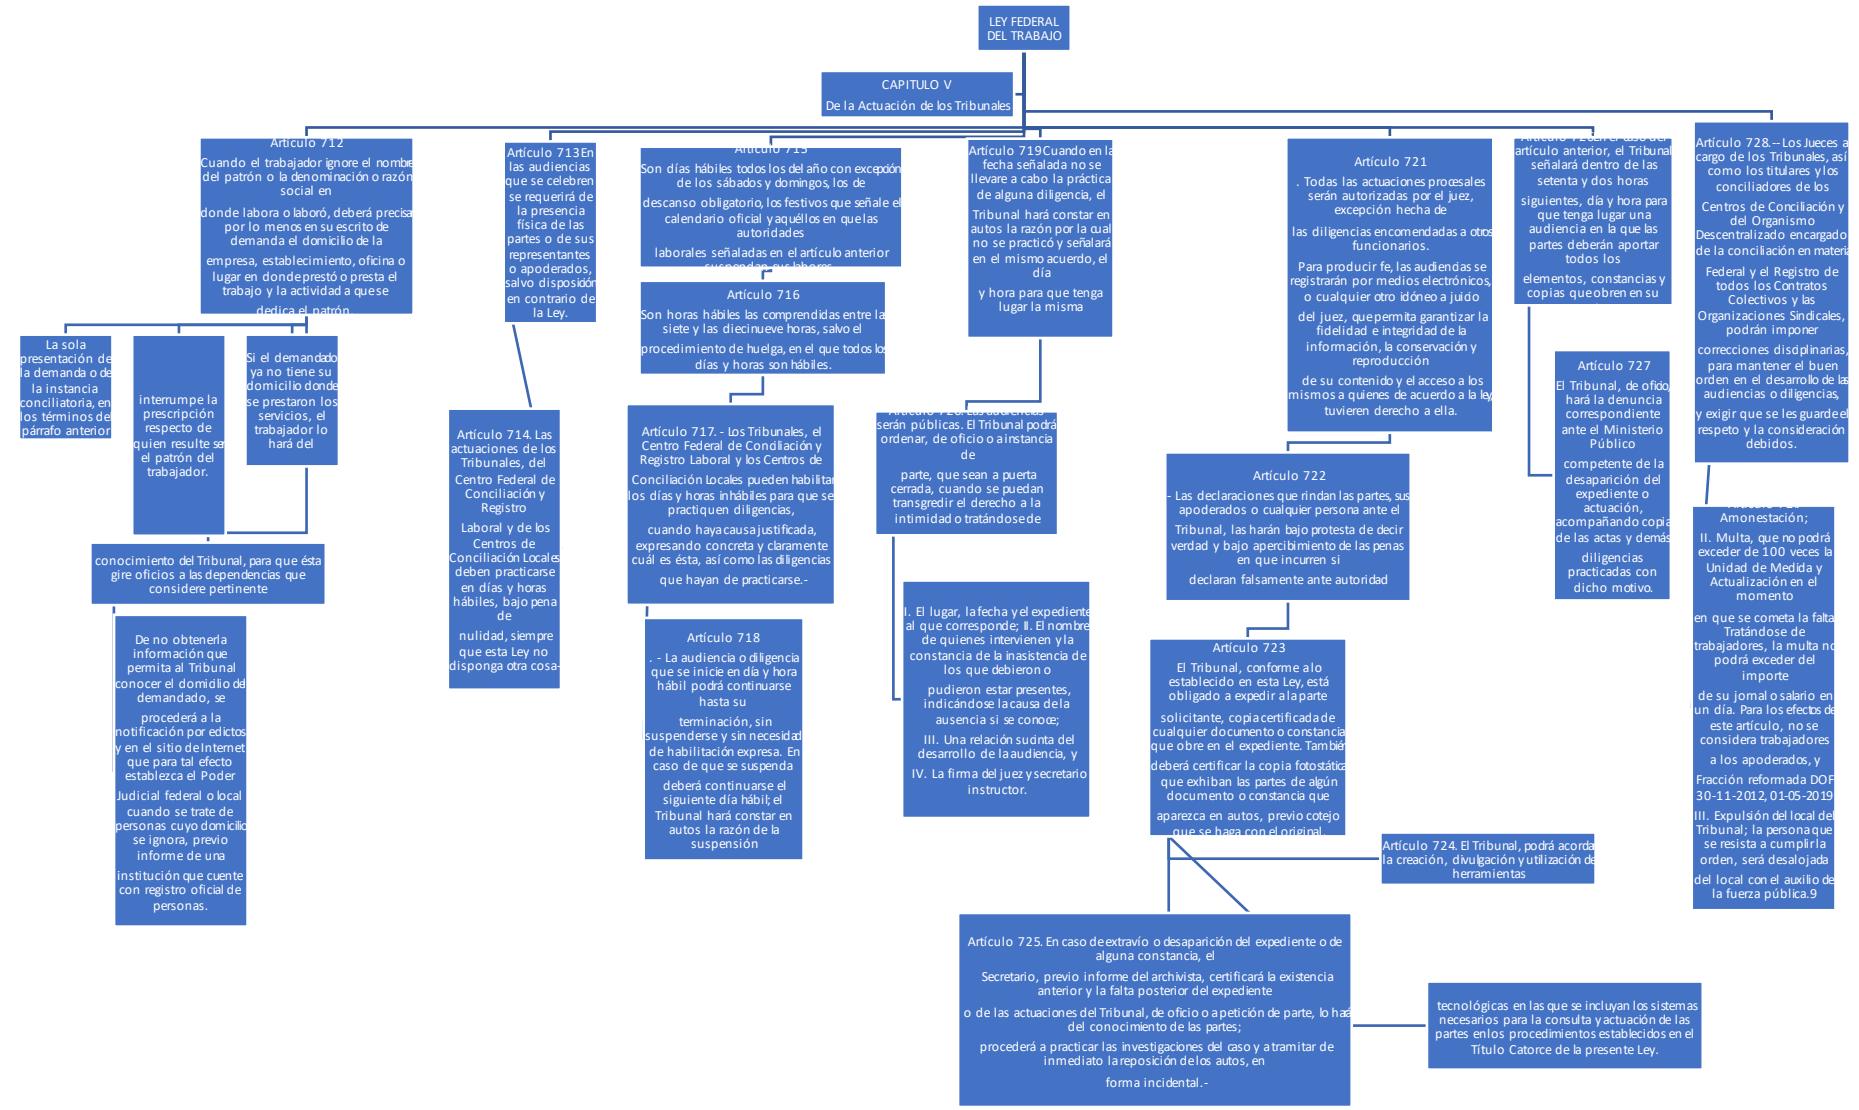 LEY FEDERAL
DEL TRABAJO
CAPITULO V
De la Actuación de los Tribunales
Artículo 712
Cuando el trabajador ignore el nombre
del patrón o la denominación o razón
social en
donde labora o laboró, deberá precisar
por lo menos en su escrito de
demanda el domicilio de la
empresa, establecimiento, oficina o
lugar en donde prestó o presta el
trabajo y la actividad a que se
dedica el patrón.
La sola
presentación de
la demanda o de
la instancia
conciliatoria, en
los términos del
párrafo anterior
interrumpe la
prescripción
respecto de
quien resulte ser
el patrón del
trabajador.
Si el demandado
ya no tiene su
domicilio donde
se prestaron los
servicios, el
trabajador lo
hará del
conocimiento del Tribunal, para que ésta
gire oficios a las dependencias que
considere pertinente
De no obtenerla
información que
permita al Tribunal
conocer el domicilio del
demandado, se
procederá a la
notificación por edictos
y en el sitio de Internet
que para tal efecto
establezca el Poder
Judicial federal o local
cuando se trate de
personas cuyo domicilio
se ignora, previo
informe de una
institución que cuente
con registro oficial de
personas.
Artículo 713En
las audiencias
que se celebren
se requerirá de
la presencia
física de las
partes o de sus
representantes
o apoderados,
salvo disposición
en contrario de
la Ley.
Artículo 714. Las
actuaciones de los
Tribunales, del
Centro Federal de
Conciliación y
Registro
Laboral y de los
Centros de
Conciliación Locales
deben practicarse
en días y horas
hábiles, bajo pena
de
nulidad, siempre
que esta Ley no
disponga otra cosa-
Artículo 715
Son días hábiles todos los del año con excepción
de los sábados y domingos, los de
descanso obligatorio, los festivos que señale el
calendario oficial y aquéllos en que las
autoridades
laborales señaladas en el artículo anterior
suspendan sus labores
Artículo 716
Son horas hábiles las comprendidas entre las
siete y las diecinueve horas, salvo el
procedimiento de huelga, en el que todos los
días y horas son hábiles.
Artículo 717. - Los Tribunales, el
Centro Federal de Conciliación y
Registro Laboral y los Centros de
Conciliación Locales pueden habilitar
los días y horas inhábiles para que se
practiquen diligencias,
cuando haya causa justificada,
expresando concreta y claramente
cuál es ésta, así como las diligencias
que hayan de practicarse.-
Artículo 718
. - La audiencia o diligencia
que se inicie en día y hora
hábil podrá continuarse
hasta su
terminación, sin
suspenderse y sin necesidad
de habilitación expresa. En
caso de que se suspenda
deberá continuarse el
siguiente día hábil; el
Tribunal hará constar en
autos la razón de la
suspensión
Artículo 719Cuando en la
fecha señalada no se
llevare a cabo la práctica
de alguna diligencia, el
Tribunal hará constar en
autos la razón por la cual
no se practicó y señalará
en el mismo acuerdo, el
día
y hora para que tenga
lugar la misma
Artículo 720. Las audiencias
serán públicas. El Tribunal podrá
ordenar, de oficio o a instancia
de
parte, que sean a puerta
cerrada, cuando se puedan
transgredir el derecho a la
intimidad o tratándose de
I. El lugar, la fecha y el expediente
al que corresponde; II. El nombre
de quienes intervienen y la
constancia de la inasistencia de
los que debieron o
pudieron estar presentes,
indicándose la causa de la
ausencia si se conoce;
III. Una relación sucinta del
desarrollo de la audiencia, y
IV. La firma del juez y secretario
instructor.
Artículo 721
. Todas las actuaciones procesales
serán autorizadas por el juez,
excepción hecha de
las diligencias encomendadas a otros
funcionarios.
Para producir fe, las audiencias se
registrarán por medios electrónicos,
o cualquier otro idóneo a juicio
del juez, que permita garantizar la
fidelidad e integridad de la
información, la conservación y
reproducción
de su contenido y el acceso a los
mismos a quienes de acuerdo a la ley,
tuvieren derecho a ella.
Artículo 722
- Las declaraciones que rindan las partes, sus
apoderados o cualquier persona ante el
Tribunal, las harán bajo protesta de decir
verdad y bajo apercibimiento de las penas
en que incurren si
declaran falsamente ante autoridad
Artículo 723
El Tribunal, conforme a lo
establecido en esta Ley, está
obligado a expedir a la parte
solicitante, copia certificada de
cualquier documento o constancia
que obre en el expediente. También
deberá certificar la copia fotostática
que exhiban las partes de algún
documento o constancia que
aparezca en autos, previo cotejo
que se haga con el original.
Artículo 724. El Tribunal, podrá acordar
la creación, divulgación y utilización de
herramientas
Artículo 725. En caso de extravío o desaparición del expediente o de
alguna constancia, el
Secretario, previo informe del archivista, certificará la existencia
anterior y la falta posterior del expediente
o de las actuaciones del Tribunal, de oficio o a petición de parte, lo hará
del conocimiento de las partes;
procederá a practicar las investigaciones del caso y a tramitar de
inmediato la reposición de los autos, en
forma incidental.-
tecnológicas en las que se incluyan los sistemas
necesarios para la consulta y actuación de las
partes en los procedimientos establecidos en el
Título Catorce de la presente Ley.
artículo anterior, el Tribunal
señalará dentro de las
setenta y dos horas
siguientes, día y hora para
que tenga lugar una
audiencia en la que las
partes deberán aportar
todos los
elementos, constancias y
copias que obren en su
Artículo 727
El Tribunal, de oficio,
hará la denuncia
correspondiente
ante el Ministerio
Público
competente de la
desaparición del
expediente o
actuación,
acompañando copia
de las actas y demás
diligencias
practicadas con
dicho motivo.
Artículo 728.-- Los Jueces a
cargo de los Tribunales, así
como los titulares y los
conciliadores de los
Centros de Conciliación y
del Organismo
Descentralizado encargado
de la conciliación en materia
Federal y el Registro de
todos los Contratos
Colectivos y las
Organizaciones Sindicales,
podrán imponer
correcciones disciplinarias,
para mantener el buen
orden en el desarrollo de las
audiencias o diligencias,
y exigir que se les guarde el
respeto y la consideración
debidos.
Amonestación;
II. Multa, que no podrá
exceder de 100 veces la
Unidad de Medida y
Actualización en el
momento
en que se cometa la falta
Tratándose de
trabajadores, la multa no
podrá exceder del
importe
de su jornal o salario en
un día. Para los efectos de
este artículo, no se
considera trabajadores
a los apoderados, y
Fracción reformada DOF
30-11-2012, 01-05-2019
III. Expulsión del local del
Tribunal; la persona que
se resista a cumplir la
orden, será desalojada
del local con el auxilio de
la fuerza pública.9